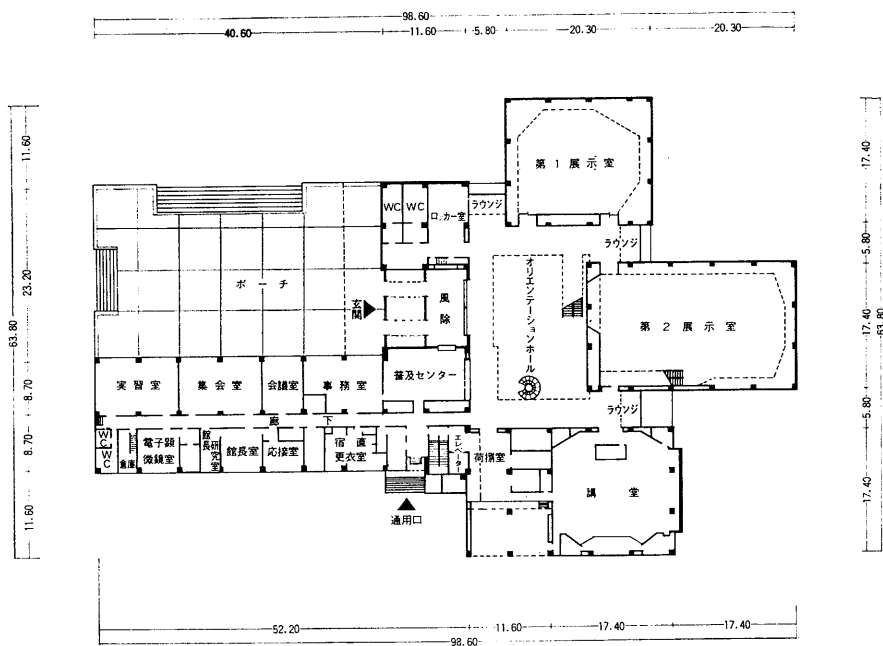 98.60
40.60
11.60
5.80
20.30
20.30
11.60
23.20
8.70
8.70
11.60
63.80
17.40
5.80
17.40
5.80
17.40
63.80
第1展示室
WC
WC
ロッカー室
ラウンジ
ラウンジ
ポーチ
玄関
風除
オリエンテーションホール
第2展示室
実習室
集会室
会議室
事務室
普及センター
ラウンジ
廊下
WC
WC
倉庫
電子顕
微鏡室
館長
研究室
館長室
応接室
宿直
更衣室
エレベーター
荷摆室
講堂
通用口
52.20
11.60
17.40
17.40
98.60